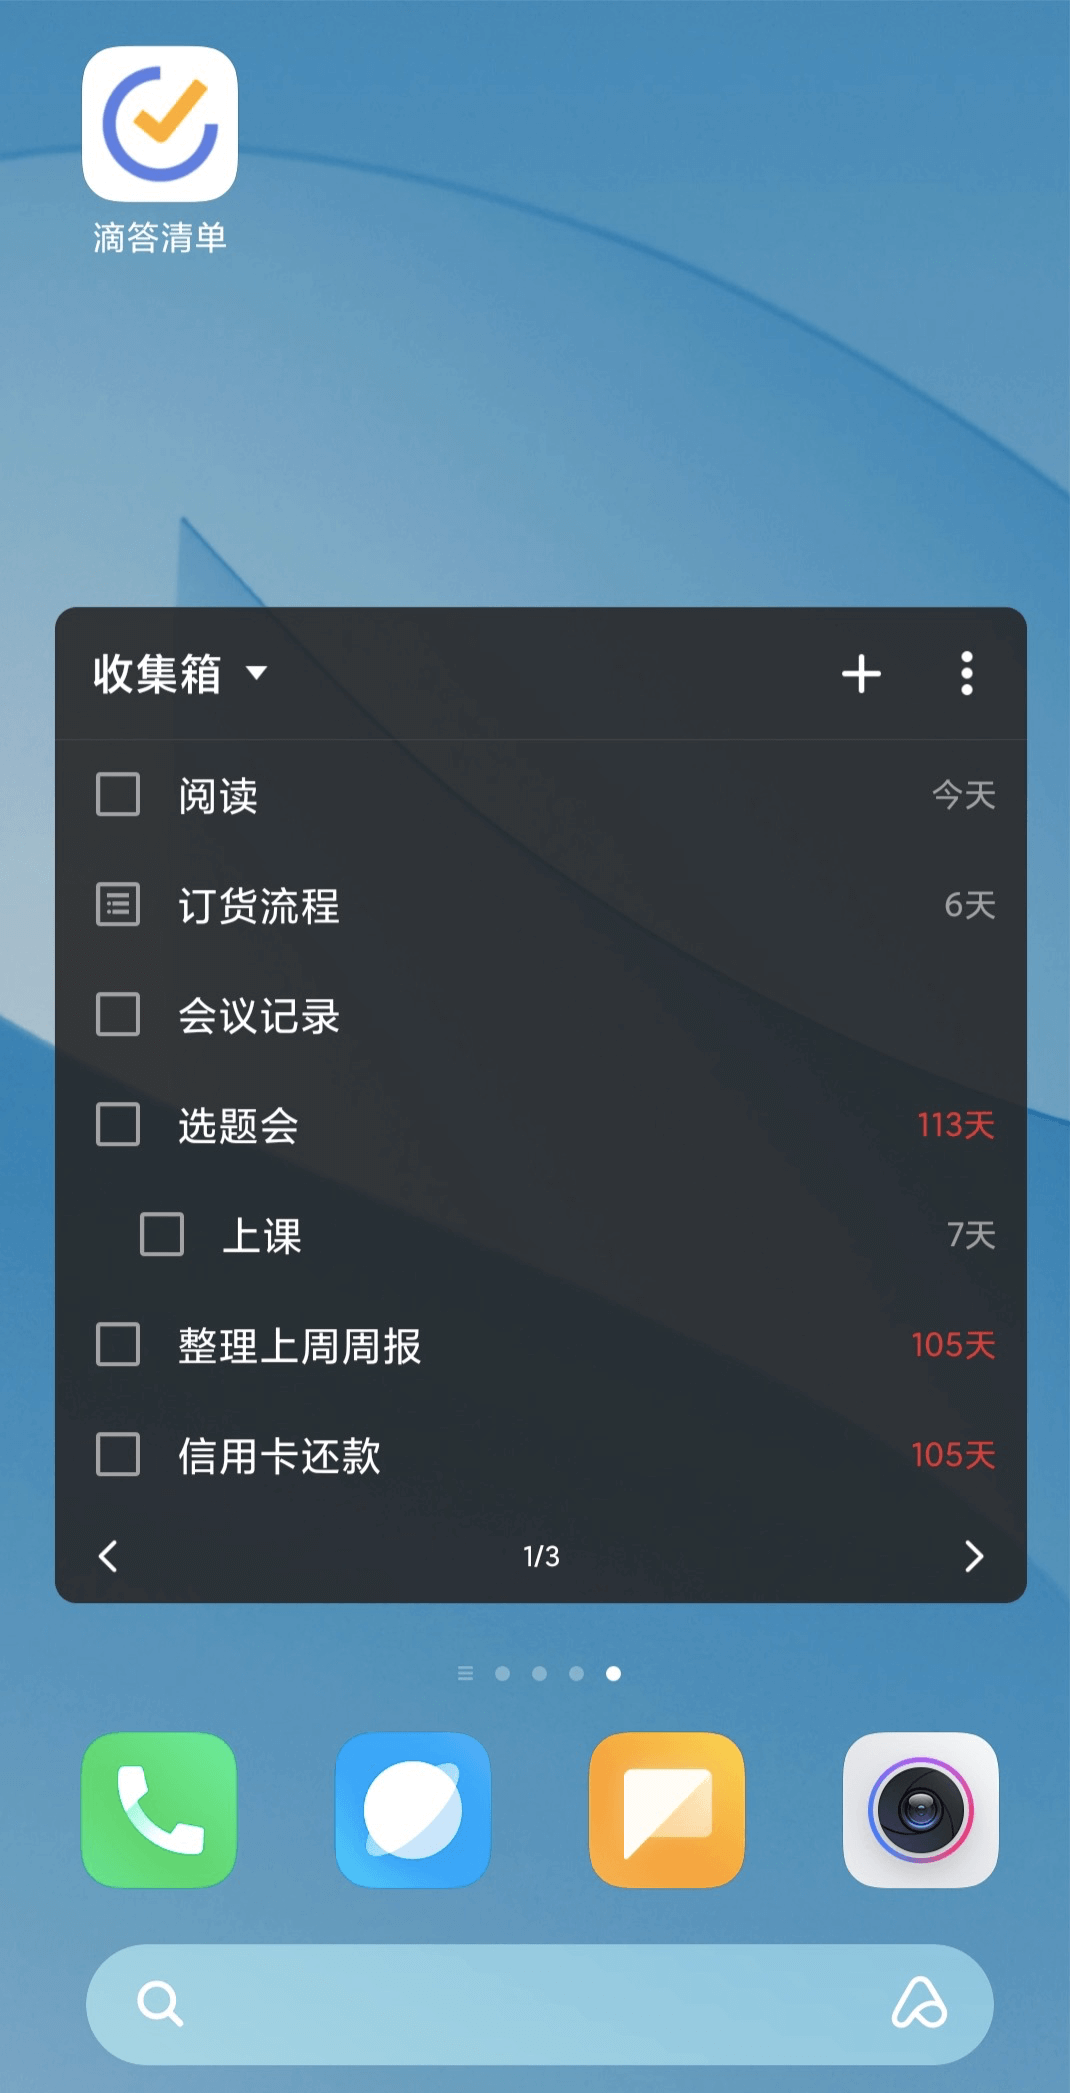 滴答清单
收集箱
阅读 今天
订货流程 6天
会议记录
选题会 113天
上课 7天
整理上周周报 105天
信用卡还款 105天
1/3